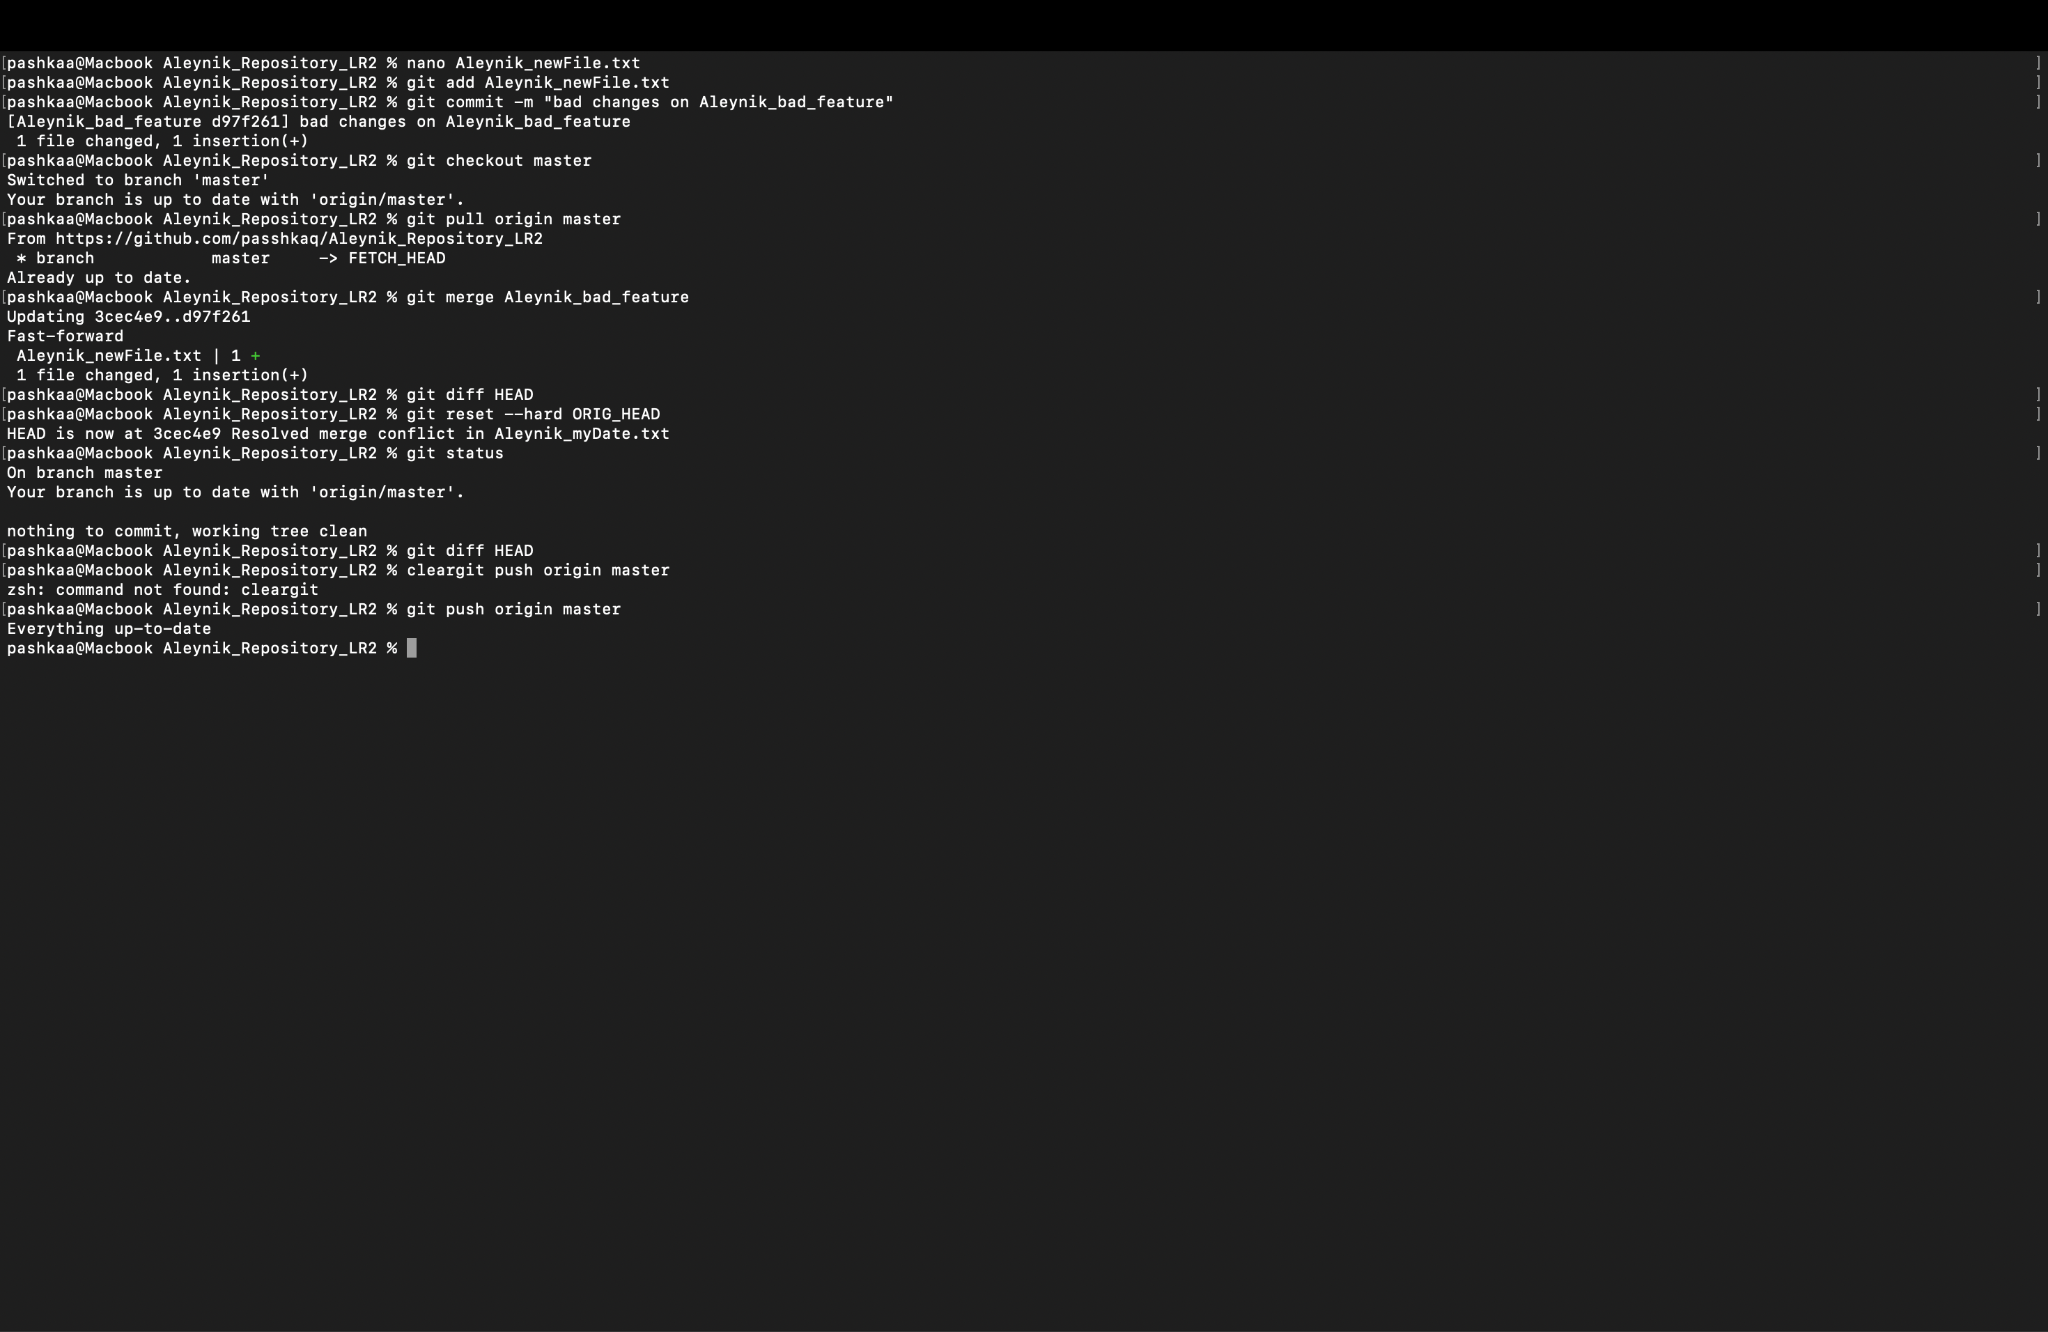 [pashkaa@Macbook Aleynik_Repository_LR2 % nano Aleynik_newFile.txt ]
[pashkaa@Macbook Aleynik_Repository_LR2 % git add Aleynik_newFile.txt ]
[pashkaa@Macbook Aleynik_Repository_LR2 % git commit -m "bad changes on Aleynik_bad_feature" ]
[Aleynik_bad_feature d97f261] bad changes on Aleynik_bad_feature
 1 file changed, 1 insertion(+)
[pashkaa@Macbook Aleynik_Repository_LR2 % git checkout master ]
Switched to branch 'master'
Your branch is up to date with 'origin/master'.
[pashkaa@Macbook Aleynik_Repository_LR2 % git pull origin master ]
From https://github.com/passhkaq/Aleynik_Repository_LR2
 * branch            master     -> FETCH_HEAD
Already up to date.
[pashkaa@Macbook Aleynik_Repository_LR2 % git merge Aleynik_bad_feature ]
Updating 3cec4e9..d97f261
Fast-forward
 Aleynik_newFile.txt | 1 +
 1 file changed, 1 insertion(+)
[pashkaa@Macbook Aleynik_Repository_LR2 % git diff HEAD ]
[pashkaa@Macbook Aleynik_Repository_LR2 % git reset --hard ORIG_HEAD ]
HEAD is now at 3cec4e9 Resolved merge conflict in Aleynik_myDate.txt
[pashkaa@Macbook Aleynik_Repository_LR2 % git status ]
On branch master
Your branch is up to date with 'origin/master'.

nothing to commit, working tree clean
[pashkaa@Macbook Aleynik_Repository_LR2 % git diff HEAD ]
[pashkaa@Macbook Aleynik_Repository_LR2 % cleargit push origin master ]
zsh: command not found: cleargit
[pashkaa@Macbook Aleynik_Repository_LR2 % git push origin master ]
Everything up-to-date
pashkaa@Macbook Aleynik_Repository_LR2 %